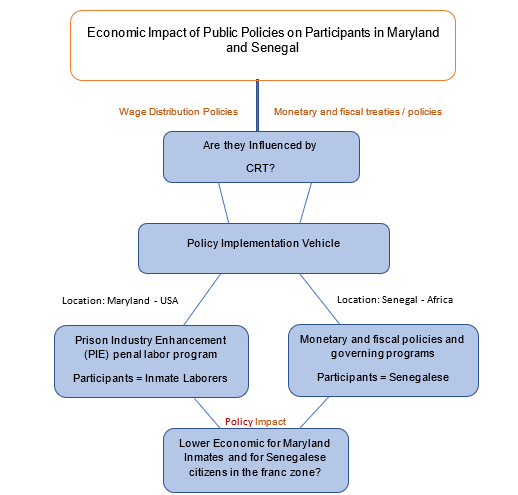 Economic Impact of Public Policies on Participants in Maryland
and Senegal
Wage Distribution Policies
Monetary and fiscal treaties / policies
Are they Influenced by
CRT?
Policy Implementation Vehicle
Location: Maryland - USA
Location: Senegal - Africa
Prison Industry Enhancement
(PIE) penal labor program
Participants = Inmate Laborers
Monetary and fiscal policies and
governing programs
Participants = Senegalese
Policy Impact
Lower Economic for Maryland
Inmates and for Senegalese
citizens in the franc zone?